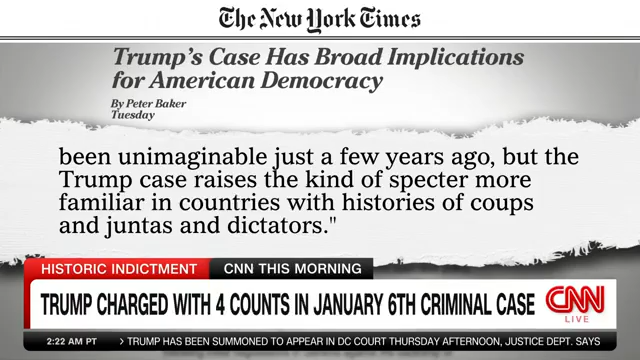 The New York Times
Trump's Case Has Broad Implications
for American Democracy
By Peter Baker
Tuesday
been unimaginable just a few years ago, but the
Trump case raises the kind of specter more
familiar in countries with histories of coups
and juntas and dictators."
HISTORIC INDICTMENT
CNN THIS MORNING
TRUMP CHARGED WITH 4 COUNTS IN JANUARY 6TH CRIMINAL CASE
CNN
LIVE
2:22 AM PT
› TRUMP HAS BEEN SUMMONED TO APPEAR IN DC COURT THURSDAY AFTERNOON, JUSTICE DEPT. SAYS